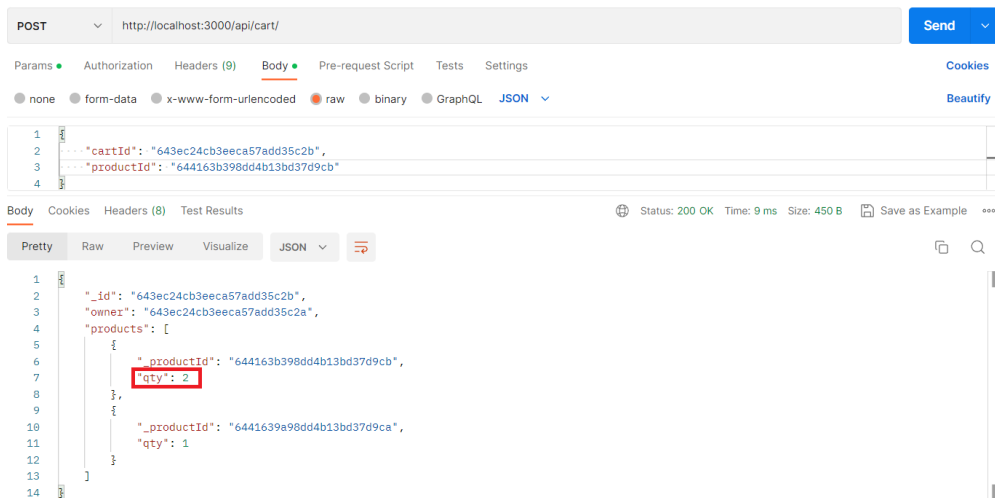 POST http://localhost:3000/api/cart/ Send
Params Authorization Headers (9) Body Pre-request Script Tests Settings Cookies
none form-data x-www-form-urlencoded raw binary GraphQL JSON Beautify
1 {
2 "cartId": "643ec24cb3eeca57add35c2b",
3 "productId": "644163b398dd4b13bd37d9cb"
4 }
Body Cookies Headers (8) Test Results Status: 200 OK Time: 9 ms Size: 450 B Save as Example
Pretty Raw Preview Visualize JSON
1 {
2 "_id": "643ec24cb3eeca57add35c2b",
3 "owner": "643ec24cb3eeca57add35c2a",
4 "products": [
5 {
6 "_productId": "644163b398dd4b13bd37d9cb",
7 "qty": 2
8 },
9 {
10 "_productId": "6441639a98dd4b13bd37d9ca",
11 "qty": 1
12 }
13 ]
14 }